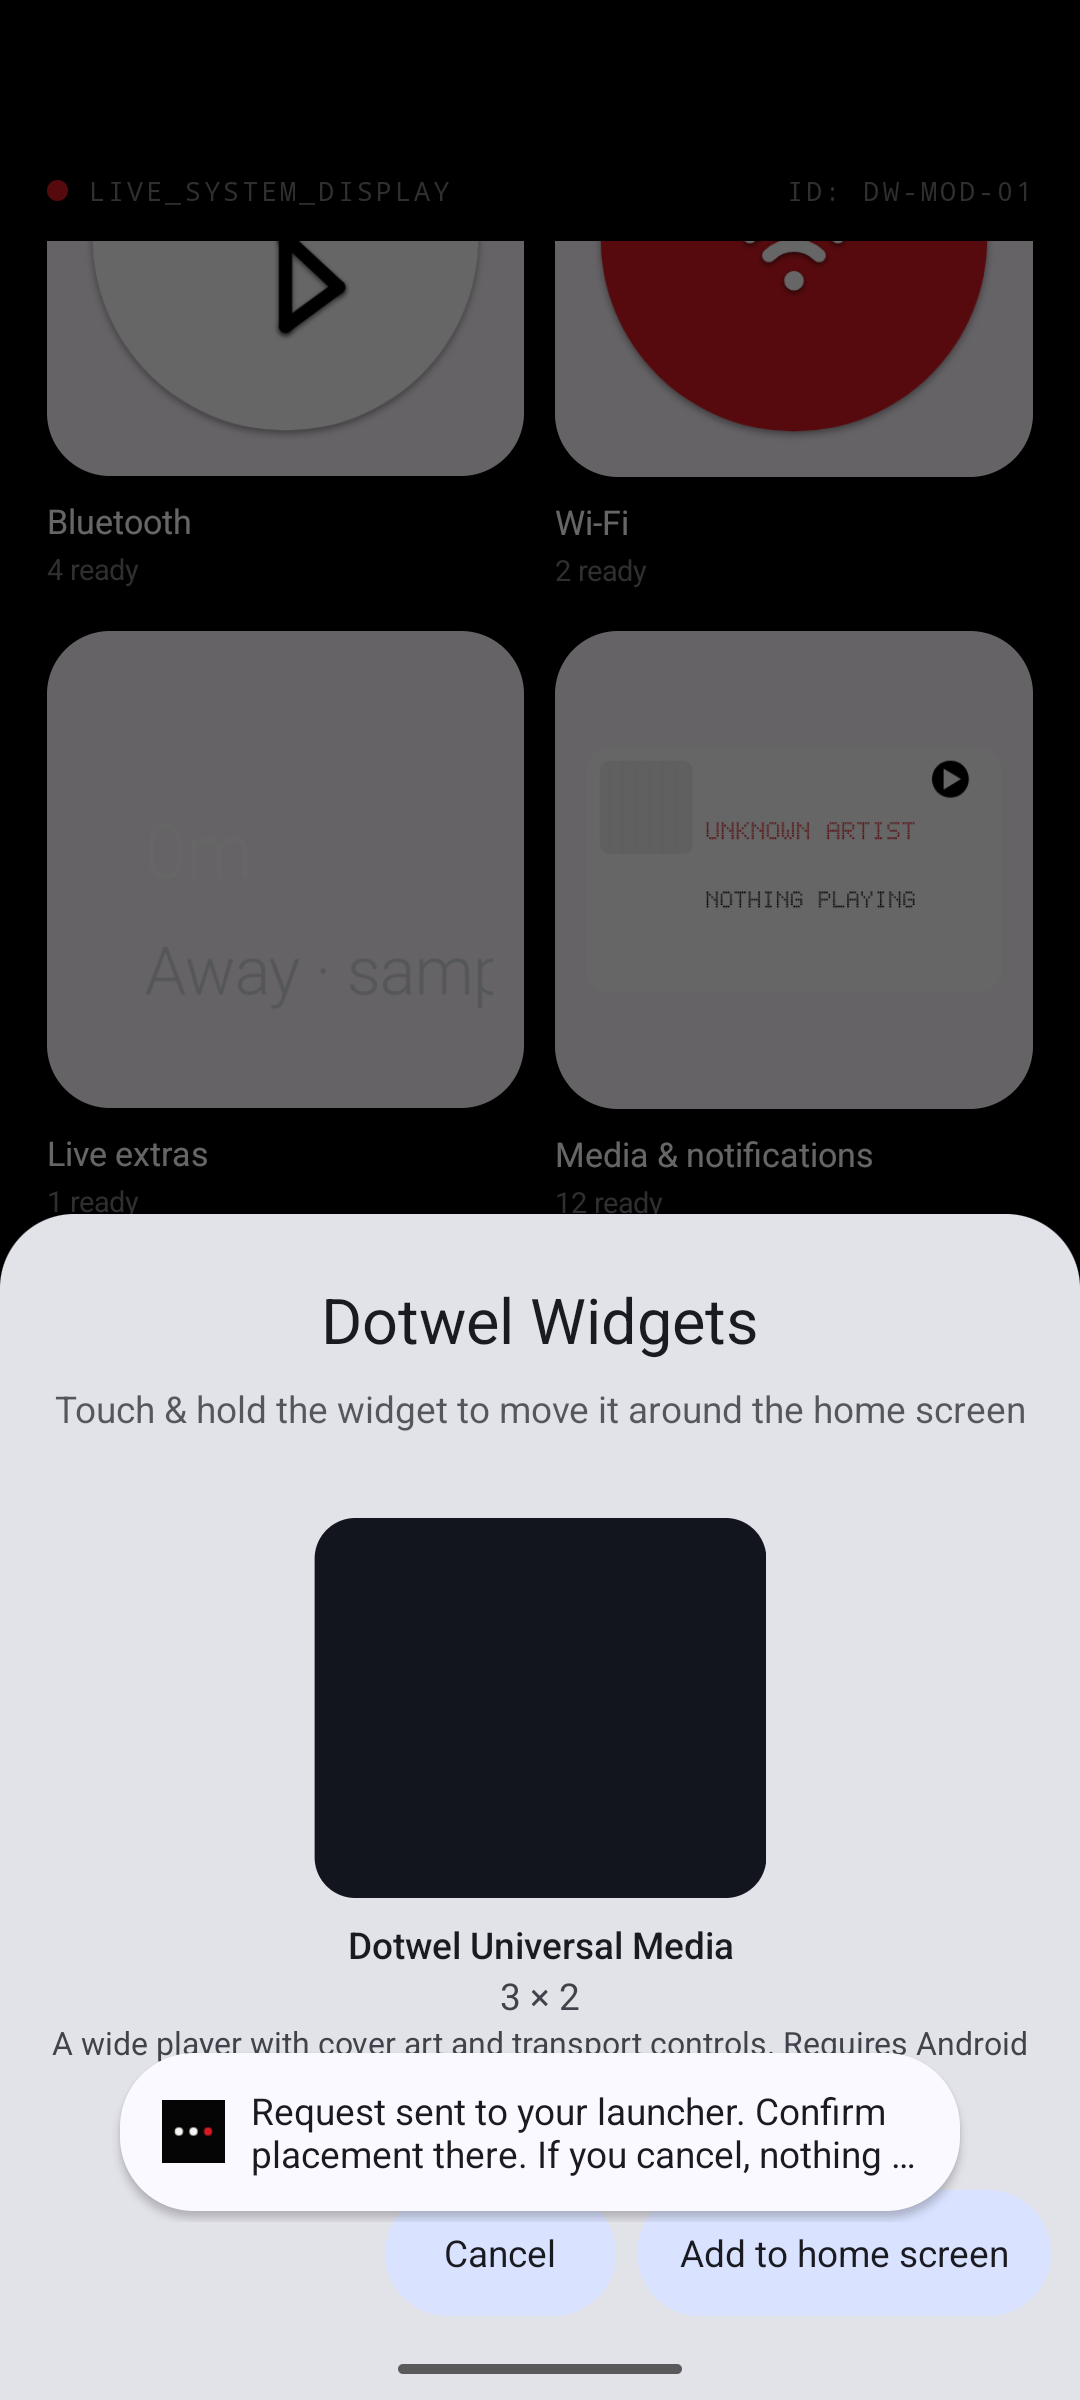 LIVE_SYSTEM_DISPLAY
ID: DW-MOD-01
Bluetooth
4 ready
Wi-Fi
2 ready
0m
Away · samp
UNKNOWN ARTIST
NOTHING PLAYING
Live extras
1 ready
Media & notifications
12 ready
Dotwel Widgets
Touch & hold the widget to move it around the home screen
Dotwel Universal Media
3 × 2
A wide player with cover art and transport controls. Requires Android
Request sent to your launcher. Confirm
placement there. If you cancel, nothing ...
Cancel
Add to home screen